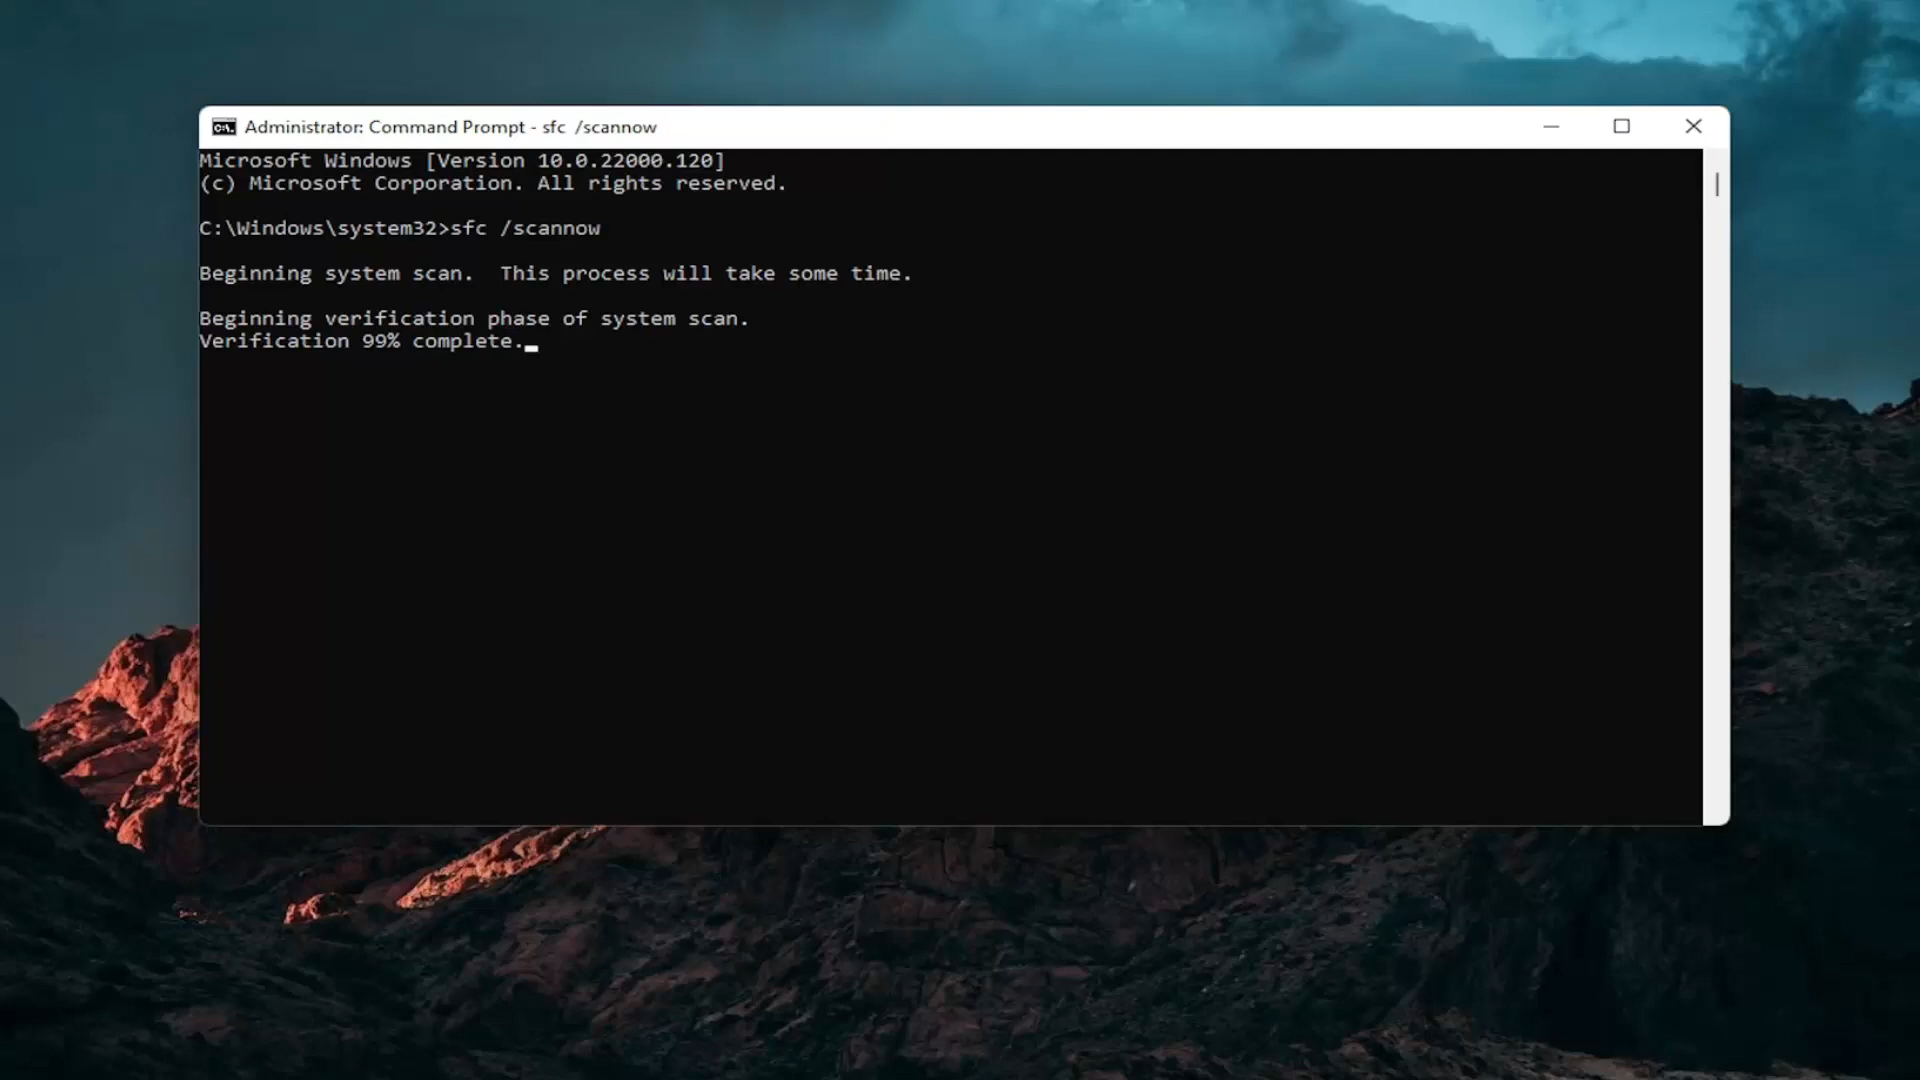 Administrator: Command Prompt - sfc  /scannow
Microsoft Windows [Version 10.0.22000.120]
(c) Microsoft Corporation. All rights reserved.
C:\Windows\system32>sfc /scannow
Beginning system scan.  This process will take some time.
Beginning verification phase of system scan.
Verification 99% complete.